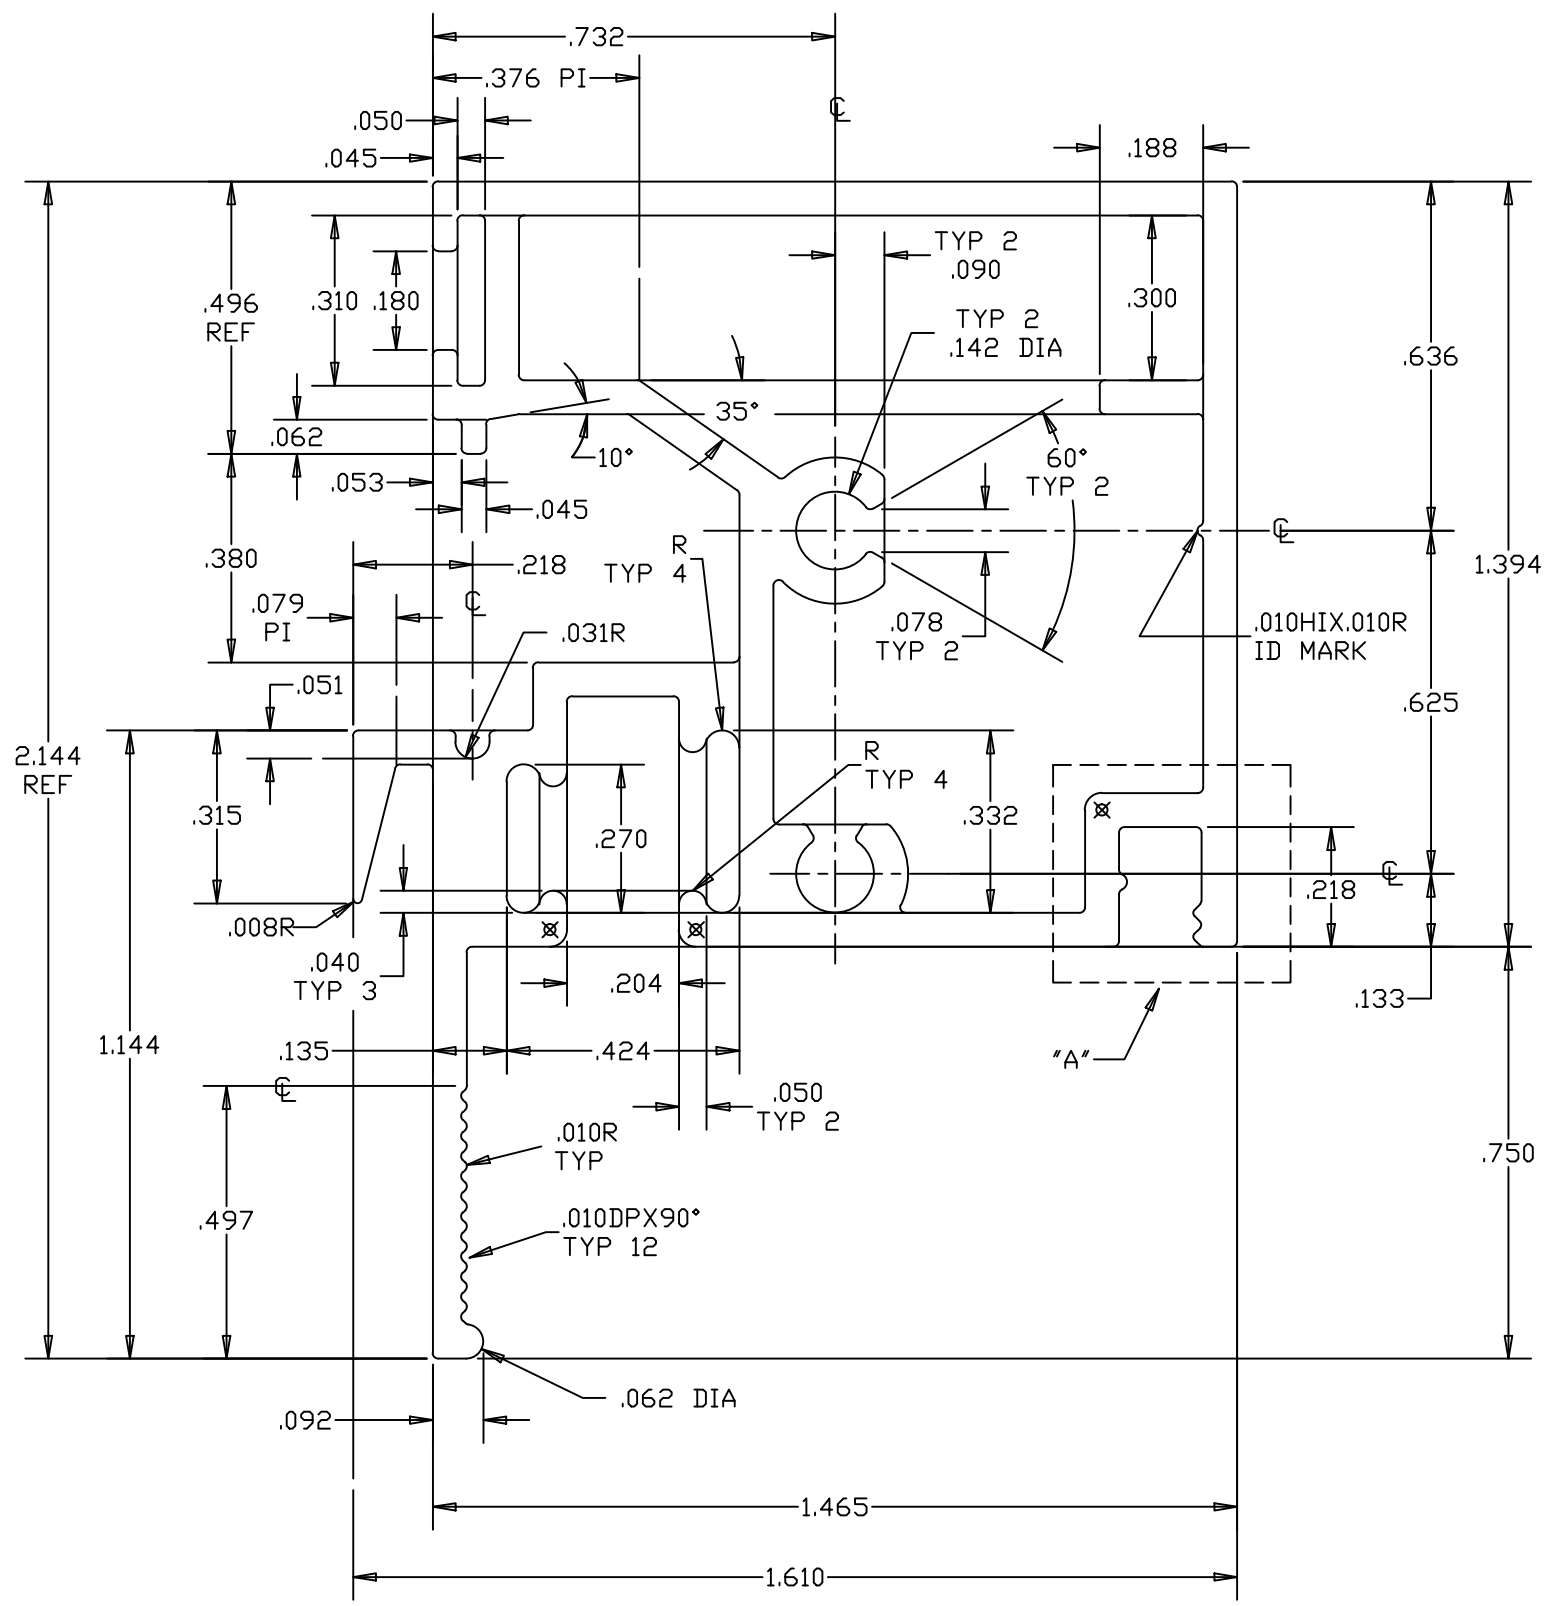 .732
.376 PI
.050
℄
.045
.188
TYP 2
.090
.496
REF
.310
.180
.300
TYP 2
.142 DIA
.636
35°
.062
10°
60°
TYP 2
.053
.045
℄
R
TYP 4
.380
.218
1.394
.079
PI
℄
.031R
.078
TYP 2
.010HIX.010R
ID MARK
.051
.625
2.144
REF
R
TYP 4
.315
.270
.332
℄
.218
.008R
.040
TYP 3
.204
.133
1.144
.135
.424
"A"
℄
.050
TYP 2
.010R
TYP
.750
.497
.010DPX90°
TYP 12
.062 DIA
.092
1.465
1.610